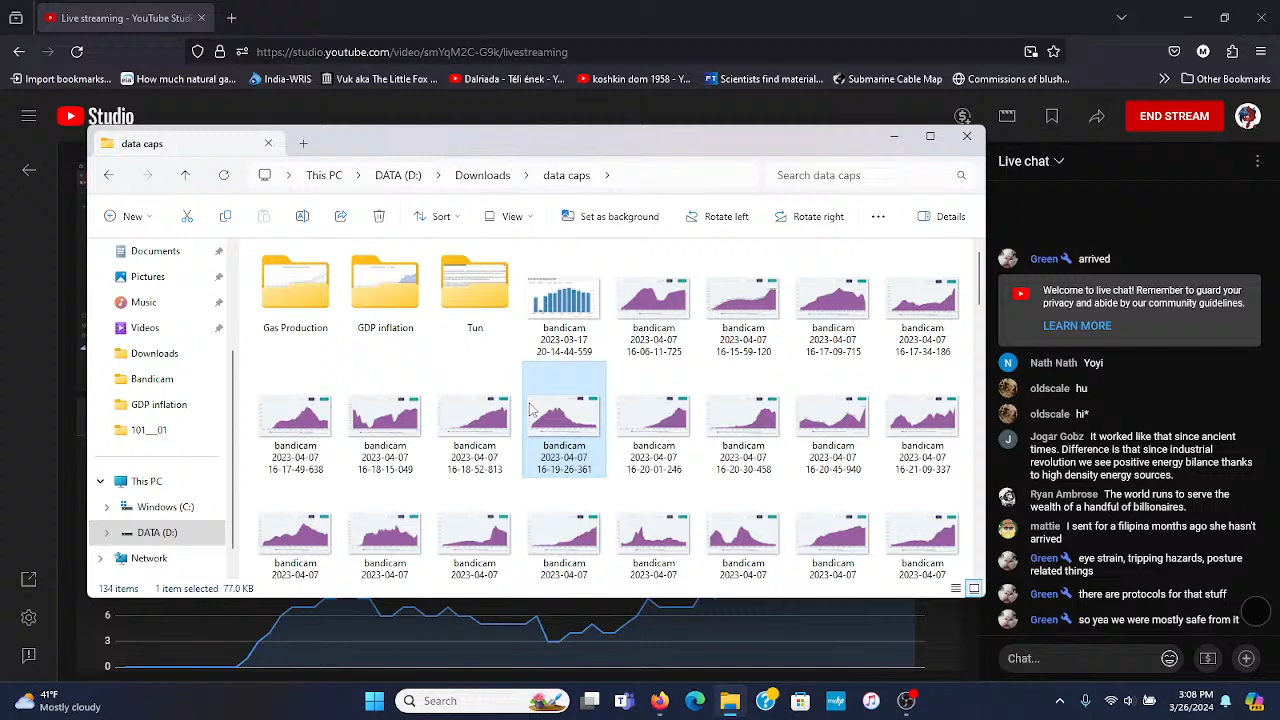 Live streaming - YouTube Studi
https://studio.youtube.com/video/smYqM2C-G9k/livestreaming
M
Import bookmarks...
eia
How much natural ga...
India-WRIS
Vuk aka The Little Fox ...
Dalriada - Téli ének - Y...
koshkin dom 1958 - Y...
Scientists find material...
Submarine Cable Map
Commissions of blush...
Other Bookmarks
Studio
END STREAM
data caps
This PC
DATA (D:)
Downloads
data caps
Search data caps
New
Sort
View
Set as background
Rotate left
Rotate right
Details
Documents
Pictures
Music
Videos
Downloads
Bandicam
GDP inflation
101___01
This PC
Windows (C:)
DATA (D:)
Network
Gas Production
GDP inflation
Tun
bandicam
2023-03-17
20-14-44-559
bandicam
2023-04-07
16-06-11-725
bandicam
2023-04-07
16-15-59-120
bandicam
2023-04-07
16-17-09-715
bandicam
2023-04-07
16-17-34-186
bandicam
2023-04-07
16-17-49-638
bandicam
2023-04-07
16-18-15-049
bandicam
2023-04-07
16-18-52-813
bandicam
2023-04-07
16-19-26-361
bandicam
2023-04-07
16-20-01-246
bandicam
2023-04-07
16-20-30-458
bandicam
2023-04-07
16-20-45-940
bandicam
2023-04-07
16-21-09-337
bandicam
2023-04-07
bandicam
2023-04-07
bandicam
2023-04-07
bandicam
2023-04-07
bandicam
2023-04-07
bandicam
2023-04-07
bandicam
2023-04-07
bandicam
2023-04-07
134 items
1 item selected 77.0 KB
6
3
0
Live chat
Green arrived
Welcome to live chat! Remember to guard your
privacy and abide by our community guidelines.
LEARN MORE
N
Nath Nath Yoyi
oldscale hu
oldscale hi*
J
Jogar Gobz It worked like that since ancient
times. Difference is that since industrial
revolution we see positive energy bilance thanks
to high density energy sources.
Ryan Ambrose The world runs to serve the
wealth of a handful of billionaires.
mattie I sent for a filipina months ago she hasn't
arrived
Green eye strain, tripping hazards, posture
related things
Green there are protocols for that stuff
Green so yea we were mostly safe from it
Chat...
41°F
Mostly cloudy
Search
3:08 PM
3/26/2024